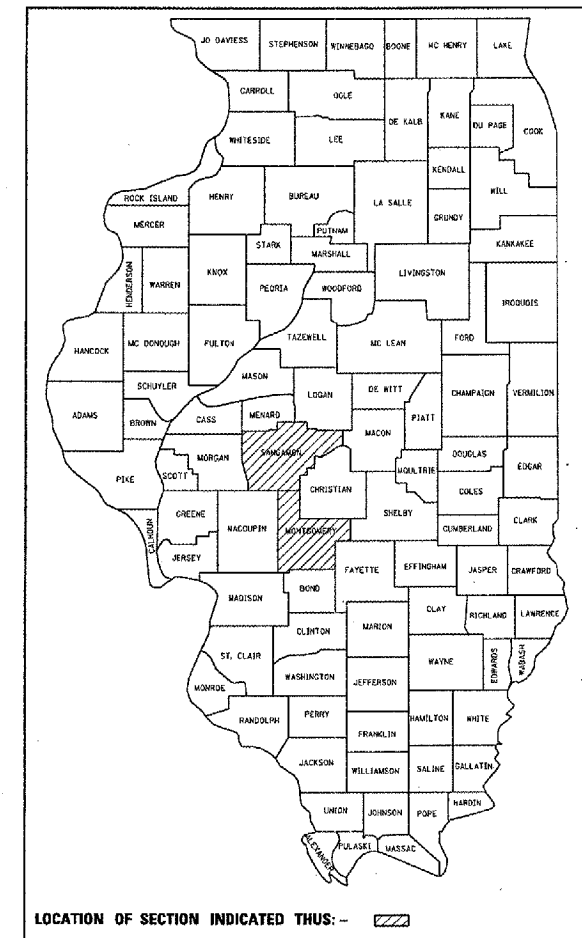 JO DAVIESS STEPHENSON WINNEBAGO BOONE MC HENRY LAKE
CARROLL OGLE DE KALB KANE DU PAGE COOK
WHITESIDE LEE KENDALL WILL
ROCK ISLAND HENRY BUREAU LA SALLE GRUNDY
MERCER PUTNAM KANKAKEE
STARK MARSHALL
HENDERSON WARREN KNOX PEORIA WOODFORD LIVINGSTON IROQUOIS
HANCOCK MC DONOUGH FULTON TAZEWELL MC LEAN FORD
SCHUYLER MASON LOGAN DE WITT CHAMPAIGN VERMILION
ADAMS BROWN CASS MENARD MACON PIATT
PIKE SCOTT MORGAN SANGAMON CHRISTIAN MOULTRIE DOUGLAS EDGAR
COLES
CALHOUN GREENE MACOUPIN MONTGOMERY SHELBY CUMBERLAND CLARK
JERSEY
MADISON BOND FAYETTE EFFINGHAM JASPER CRAWFORD
CLINTON MARION CLAY RICHLAND LAWRENCE
ST. CLAIR WASHINGTON JEFFERSON WAYNE EDWARDS WABASH
MONROE
RANDOLPH PERRY FRANKLIN HAMILTON WHITE
JACKSON WILLIAMSON SALINE GALLATIN
UNION JOHNSON POPE HARDIN
ALEXANDER PULASKI MASSAC
LOCATION OF SECTION INDICATED THUS: -